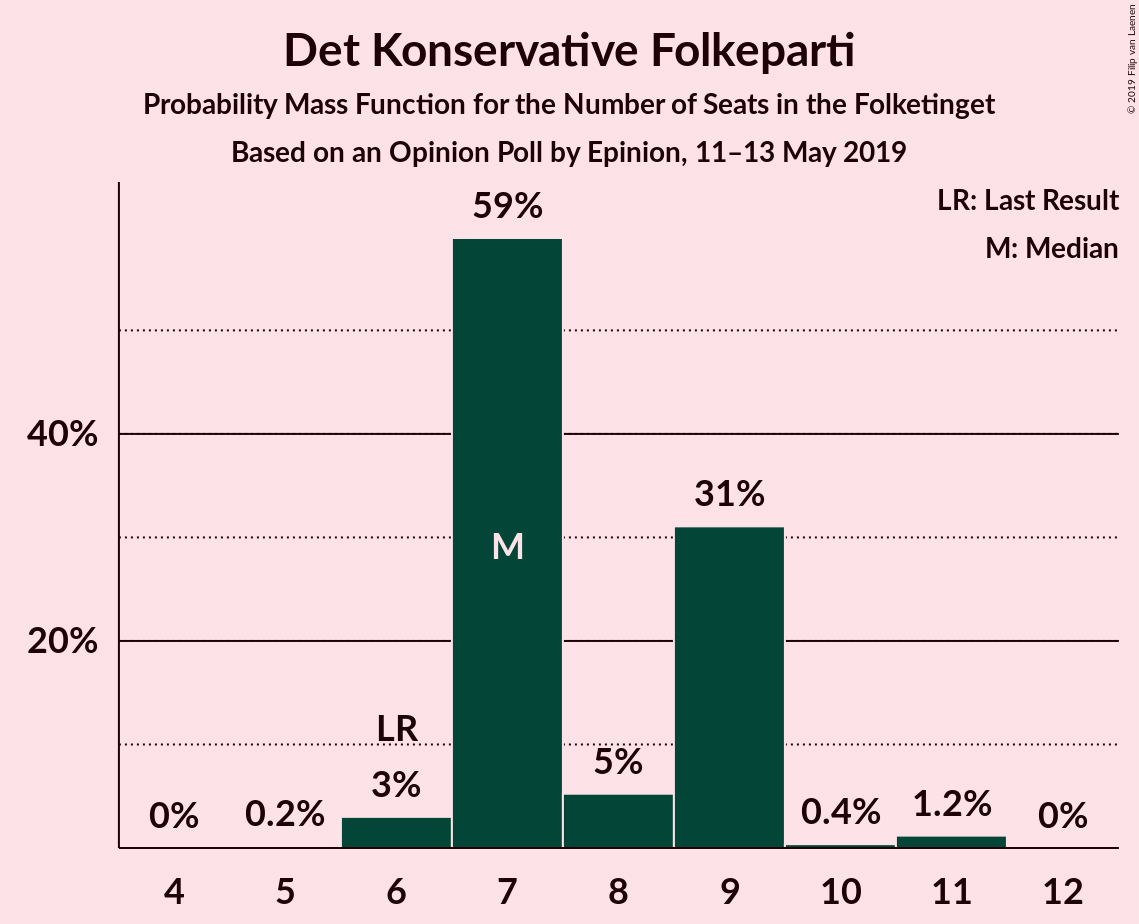 Det Konservative Folkeparti
Probability Mass Function for the Number of Seats in the Folketinget
Based on an Opinion Poll by Epinion, 11–13 May 2019
© 2019 Filip van Laenen
LR: Last Result
M: Median
59%
40%
31%
M
20%
LR
5%
3%
0%
0.2%
0.4%
1.2%
0%
4 5 6 7 8 9 10 11 12